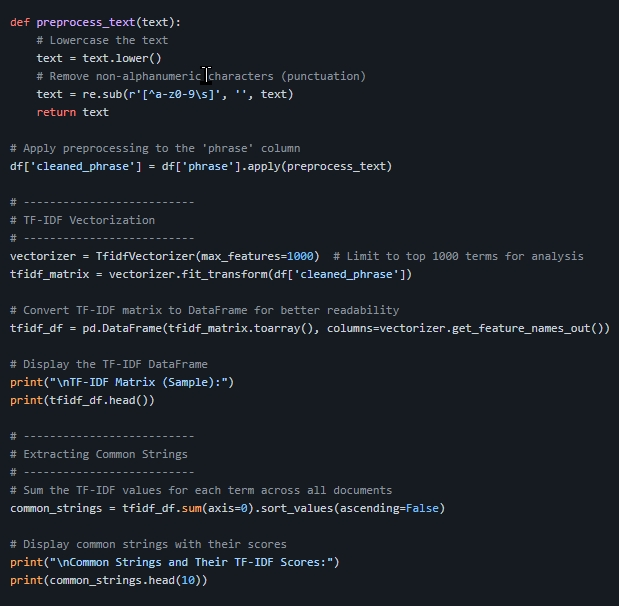 def preprocess_text(text):
    # Lowercase the text
    text = text.lower()
    # Remove non-alphanumeric characters (punctuation)
    text = re.sub(r'[^a-z0-9\s]', '', text)
    return text

# Apply preprocessing to the 'phrase' column
df['cleaned_phrase'] = df['phrase'].apply(preprocess_text)

# --------------------------
# TF-IDF Vectorization
# --------------------------
vectorizer = TfidfVectorizer(max_features=1000)  # Limit to top 1000 terms for analysis
tfidf_matrix = vectorizer.fit_transform(df['cleaned_phrase'])

# Convert TF-IDF matrix to DataFrame for better readability
tfidf_df = pd.DataFrame(tfidf_matrix.toarray(), columns=vectorizer.get_feature_names_out())

# Display the TF-IDF DataFrame
print("\nTF-IDF Matrix (Sample):")
print(tfidf_df.head())

# --------------------------
# Extracting Common Strings
# --------------------------
# Sum the TF-IDF values for each term across all documents
common_strings = tfidf_df.sum(axis=0).sort_values(ascending=False)

# Display common strings with their scores
print("\nCommon Strings and Their TF-IDF Scores:")
print(common_strings.head(10))